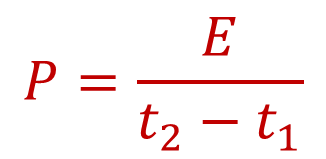 P = E / (t₂ − t₁)